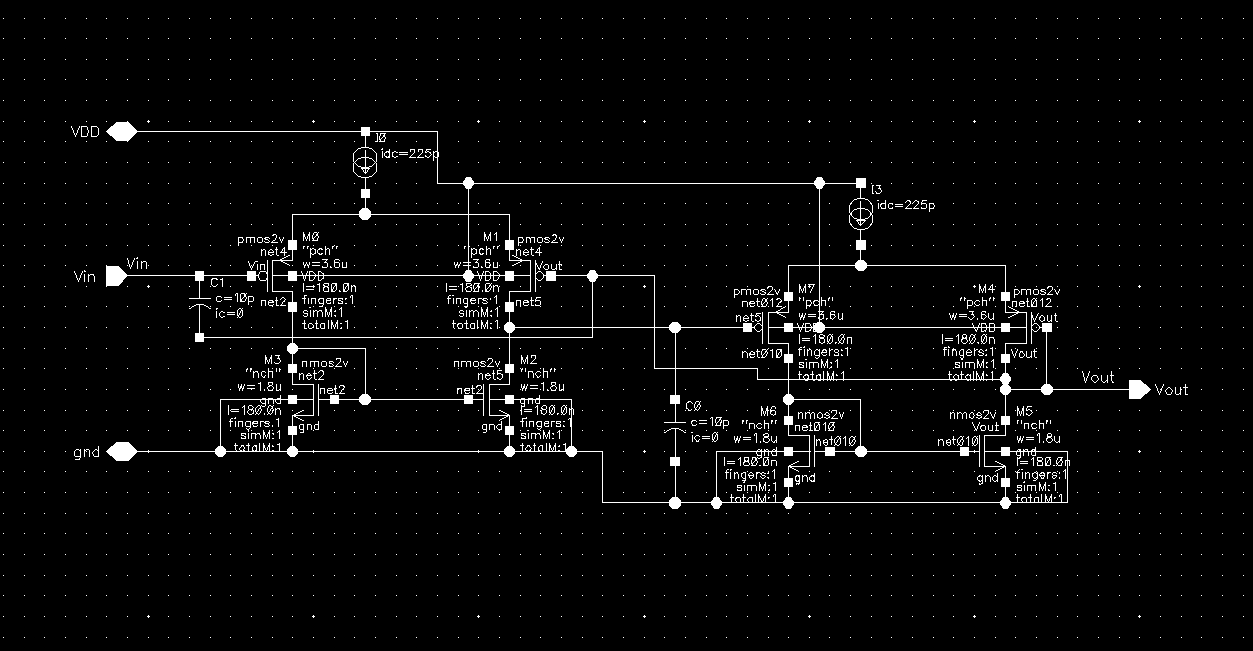 VDD
I0
idc=225p
I3
idc=225p
pmos2v
net4
M0
"pch"
w=3.6u
VDD
l=180.0n
fingers:1
simM:1
totalM:1
Vin
net2
M1
"pch"
w=3.6u
VDD
l=180.0n
fingers:1
simM:1
totalM:1
pmos2v
net4
Vout
net5
Vin
Vin
C1
c=10p
ic=0
pmos2v
net012
M7
"pch"
w=3.6u
VDD
l=180.0n
fingers:1
simM:1
totalM:1
net5
net010
M4
"pch"
w=3.6u
VDD
l=180.0n
fingers:1
simM:1
totalM:1
pmos2v
net012
Vout
Vout
Vout
Vout
M3
"nch"
w=1.8u
gnd
l=180.0n
fingers:1
simM:1
totalM:1
nmos2v
net2
net2
gnd
nmos2v
net5
net2
gnd
M2
"nch"
w=1.8u
gnd
l=180.0n
fingers:1
simM:1
totalM:1
gnd
C0
c=10p
ic=0
M6
"nch"
w=1.8u
gnd
l=180.0n
fingers:1
simM:1
totalM:1
nmos2v
net010
net010
gnd
nmos2v
Vout
net010
gnd
M5
"nch"
w=1.8u
gnd
l=180.0n
fingers:1
simM:1
totalM:1